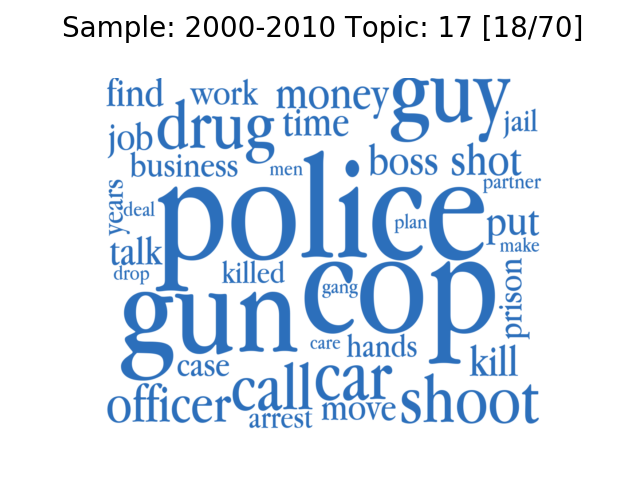 Sample: 2000-2010 Topic: 17 [18/70]
find work money guy
job drug time jail
business men boss shot
partner
years deal police plan put
talk make
drop killed gang cop prison
gun care hands
case kill
officer call car shoot
arrest move